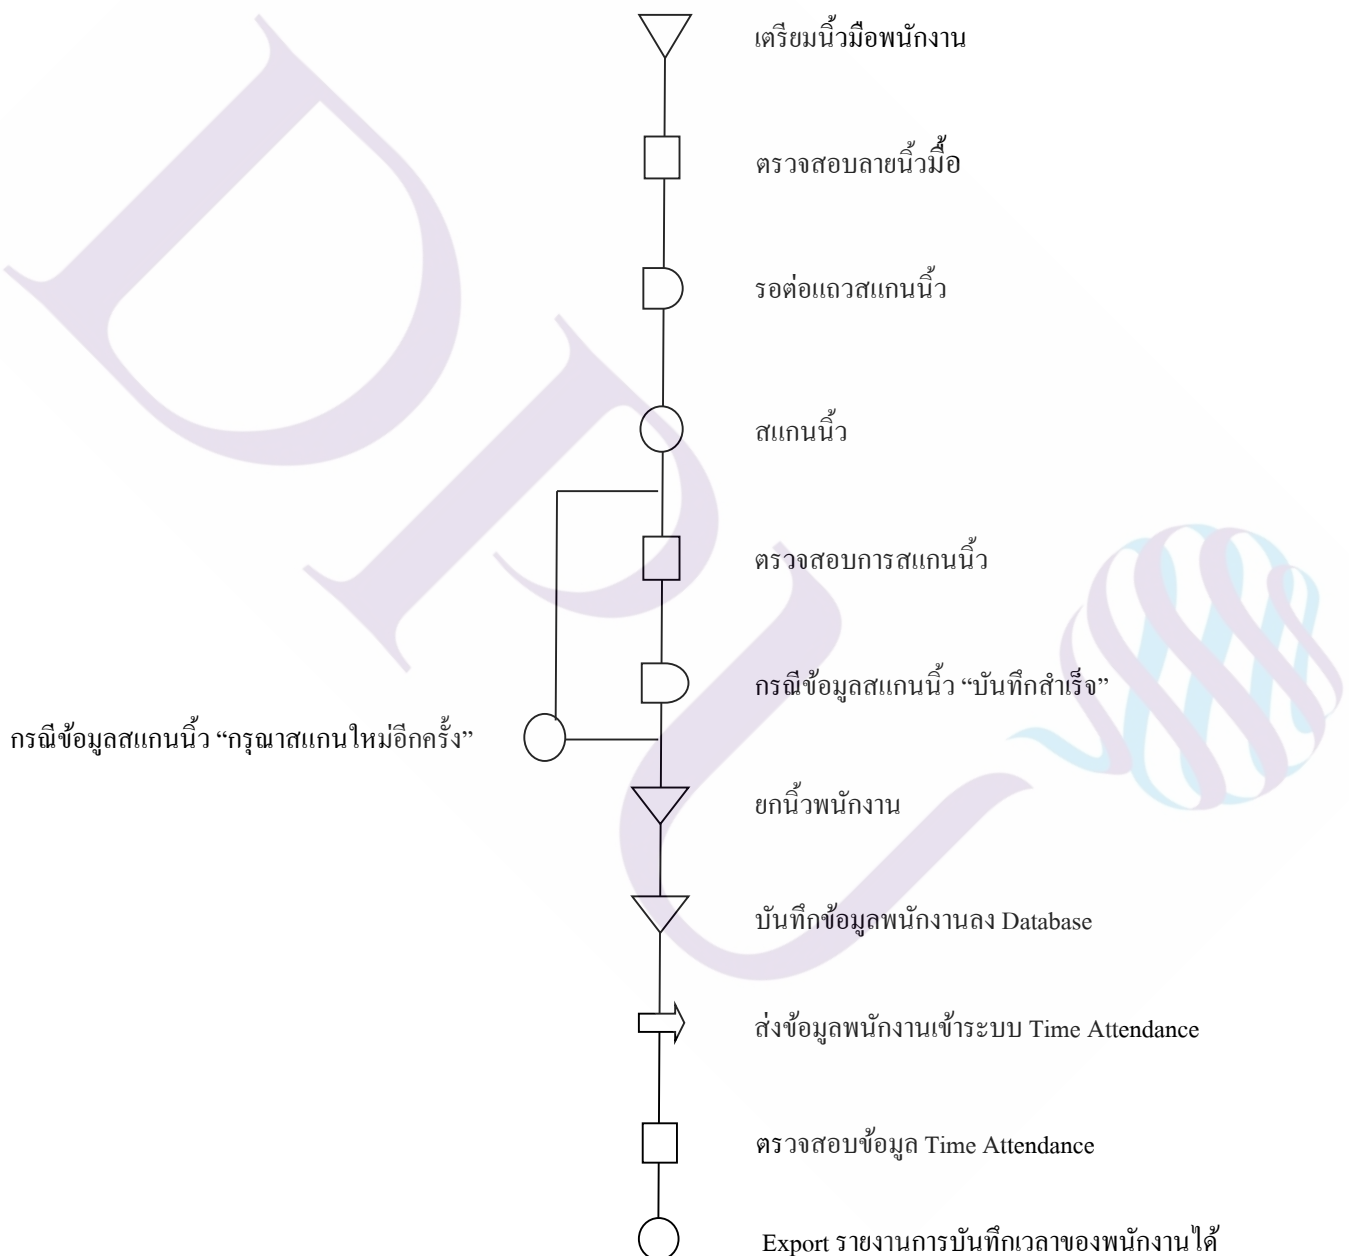 เตรียมนิ้วมือพนักงาน
ตรวจสอบลายนิ้วมื้อ
รอต่อแถวสแกนนิ้ว
สแกนนิ้ว
ตรวจสอบการสแกนนิ้ว
กรณีข้อมูลสแกนนิ้ว “บันทึกสำเร็จ”
กรณีข้อมูลสแกนนิ้ว “กรุณาสแกนใหม่อีกครั้ง”
ยกนิ้วพนักงาน
บันทึกข้อมูลพนักงานลง Database
ส่งข้อมูลพนักงานเข้าระบบ Time Attendance
ตรวจสอบข้อมูล Time Attendance
Export รายงานการบันทึกเวลาของพนักงานได้
DPU